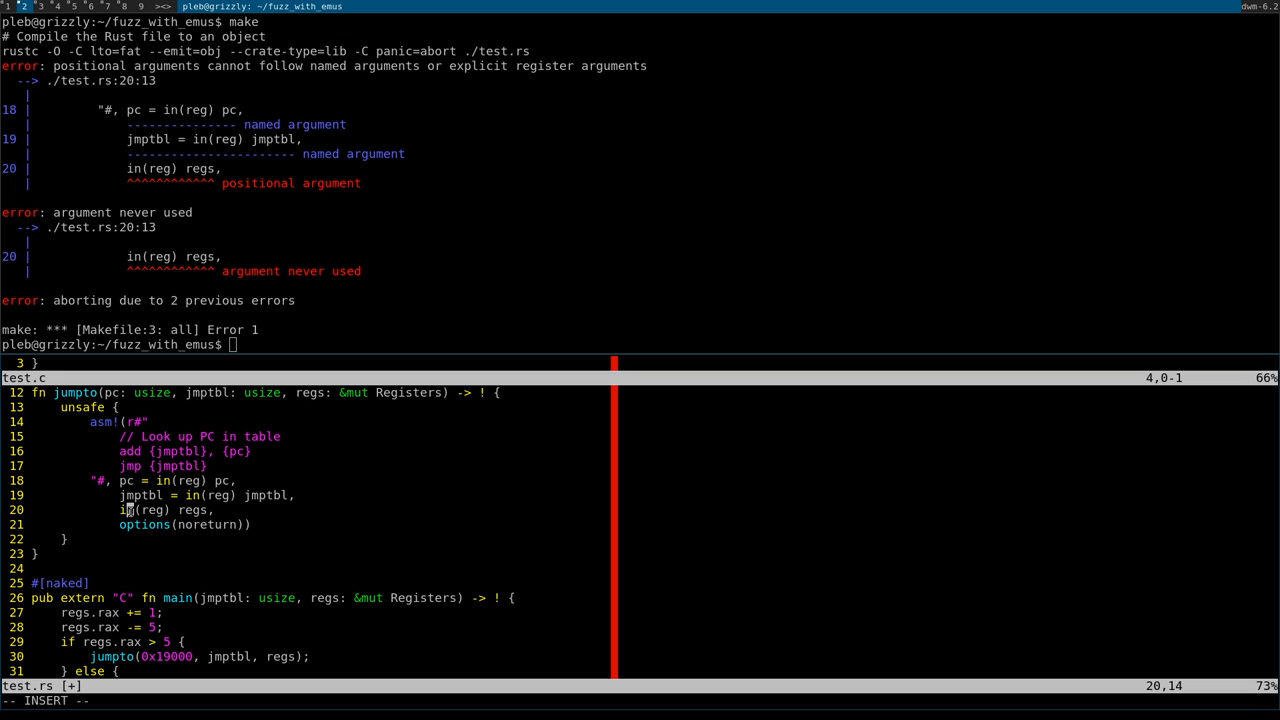 1 2 3 4 5 6 7 8 9 ><> pleb@grizzly: ~/fuzz_with_emus dwm-6.2
pleb@grizzly:~/fuzz_with_emus$ make
# Compile the Rust file to an object
rustc -O -C lto=fat --emit=obj --crate-type=lib -C panic=abort ./test.rs
error: positional arguments cannot follow named arguments or explicit register arguments
  --> ./test.rs:20:13
   |
18 |         "#, pc = in(reg) pc,
   |             --------------- named argument
19 |             jmptbl = in(reg) jmptbl,
   |             ----------------------- named argument
20 |             in(reg) regs,
   |             ^^^^^^^^^^^^ positional argument
error: argument never used
  --> ./test.rs:20:13
   |
20 |             in(reg) regs,
   |             ^^^^^^^^^^^^ argument never used
error: aborting due to 2 previous errors
make: *** [Makefile:3: all] Error 1
pleb@grizzly:~/fuzz_with_emus$
3 }
test.c 4,0-1 66%
12 fn jumpto(pc: usize, jmptbl: usize, regs: &mut Registers) -> ! {
13     unsafe {
14         asm!(r#"
15             // Look up PC in table
16             add {jmptbl}, {pc}
17             jmp {jmptbl}
18         "#, pc = in(reg) pc,
19             jmptbl = in(reg) jmptbl,
20             in(reg) regs,
21             options(noreturn))
22     }
23 }
24
25 #[naked]
26 pub extern "C" fn main(jmptbl: usize, regs: &mut Registers) -> ! {
27     regs.rax += 1;
28     regs.rax -= 5;
29     if regs.rax > 5 {
30         jumpto(0x19000, jmptbl, regs);
31     } else {
test.rs [+] 20,14 73%
-- INSERT --